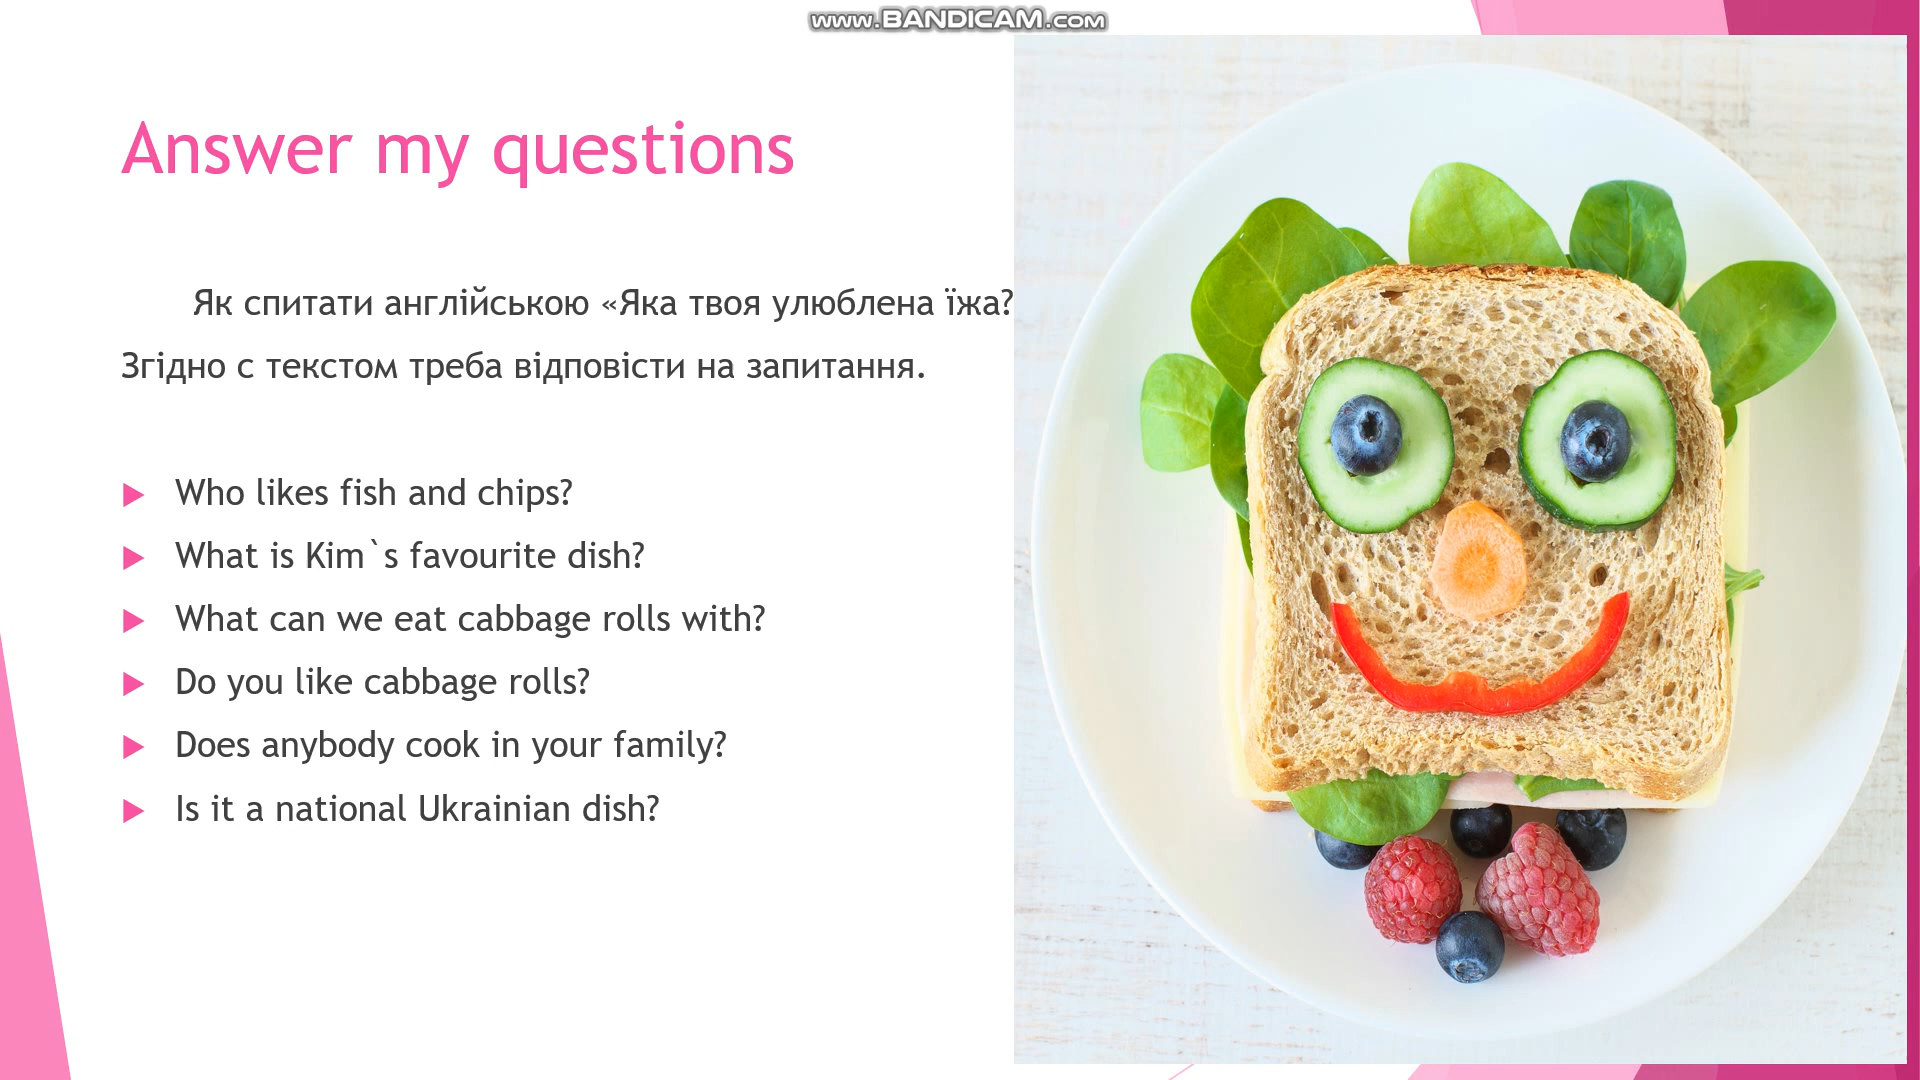 www.BANDICAM.com
Answer my questions
Як спитати англійською «Яка твоя улюблена їжа?
Згідно с текстом треба відповісти на запитання.
Who likes fish and chips?
What is Kim`s favourite dish?
What can we eat cabbage rolls with?
Do you like cabbage rolls?
Does anybody cook in your family?
Is it a national Ukrainian dish?